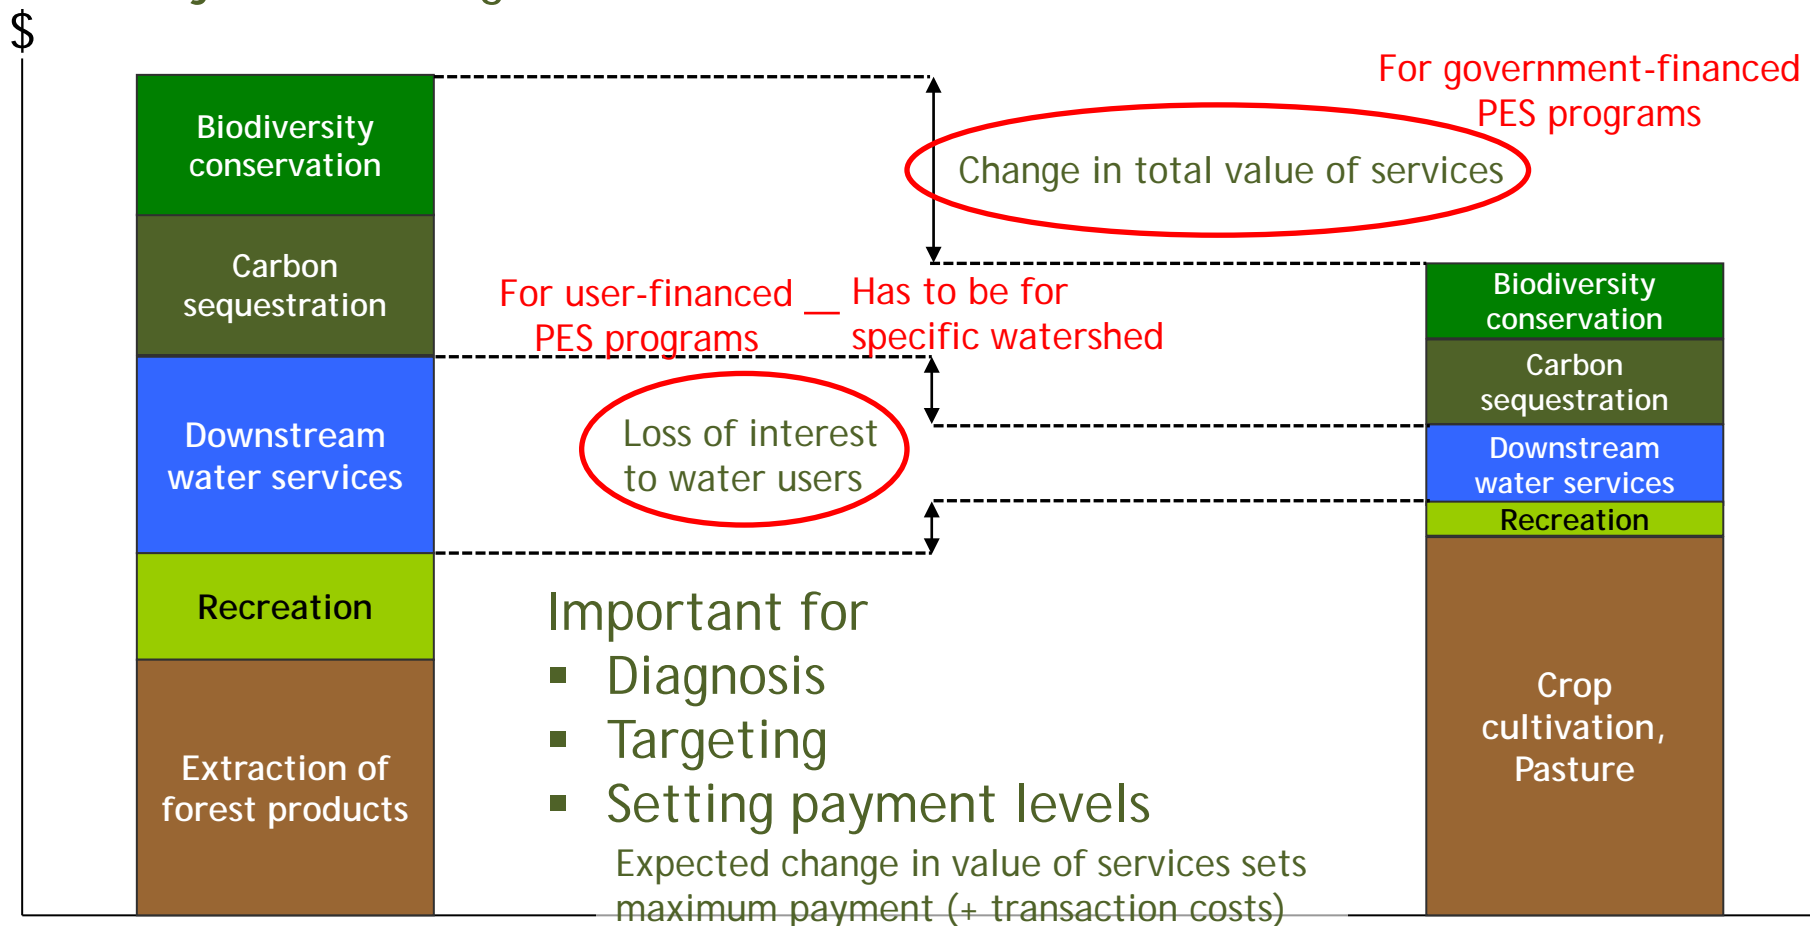 $
Biodiversity
conservation
Carbon
sequestration
Downstream
water services
Recreation
Extraction of
forest products
For government-financed
PES programs
Change in total value of services
For user-financed
PES programs
Has to be for
specific watershed
Loss of interest
to water users
Important for
▪ Diagnosis
▪ Targeting
▪ Setting payment levels
Expected change in value of services sets
maximum payment (+ transaction costs)
Biodiversity
conservation
Carbon
sequestration
Downstream
water services
Recreation
Crop
cultivation,
Pasture